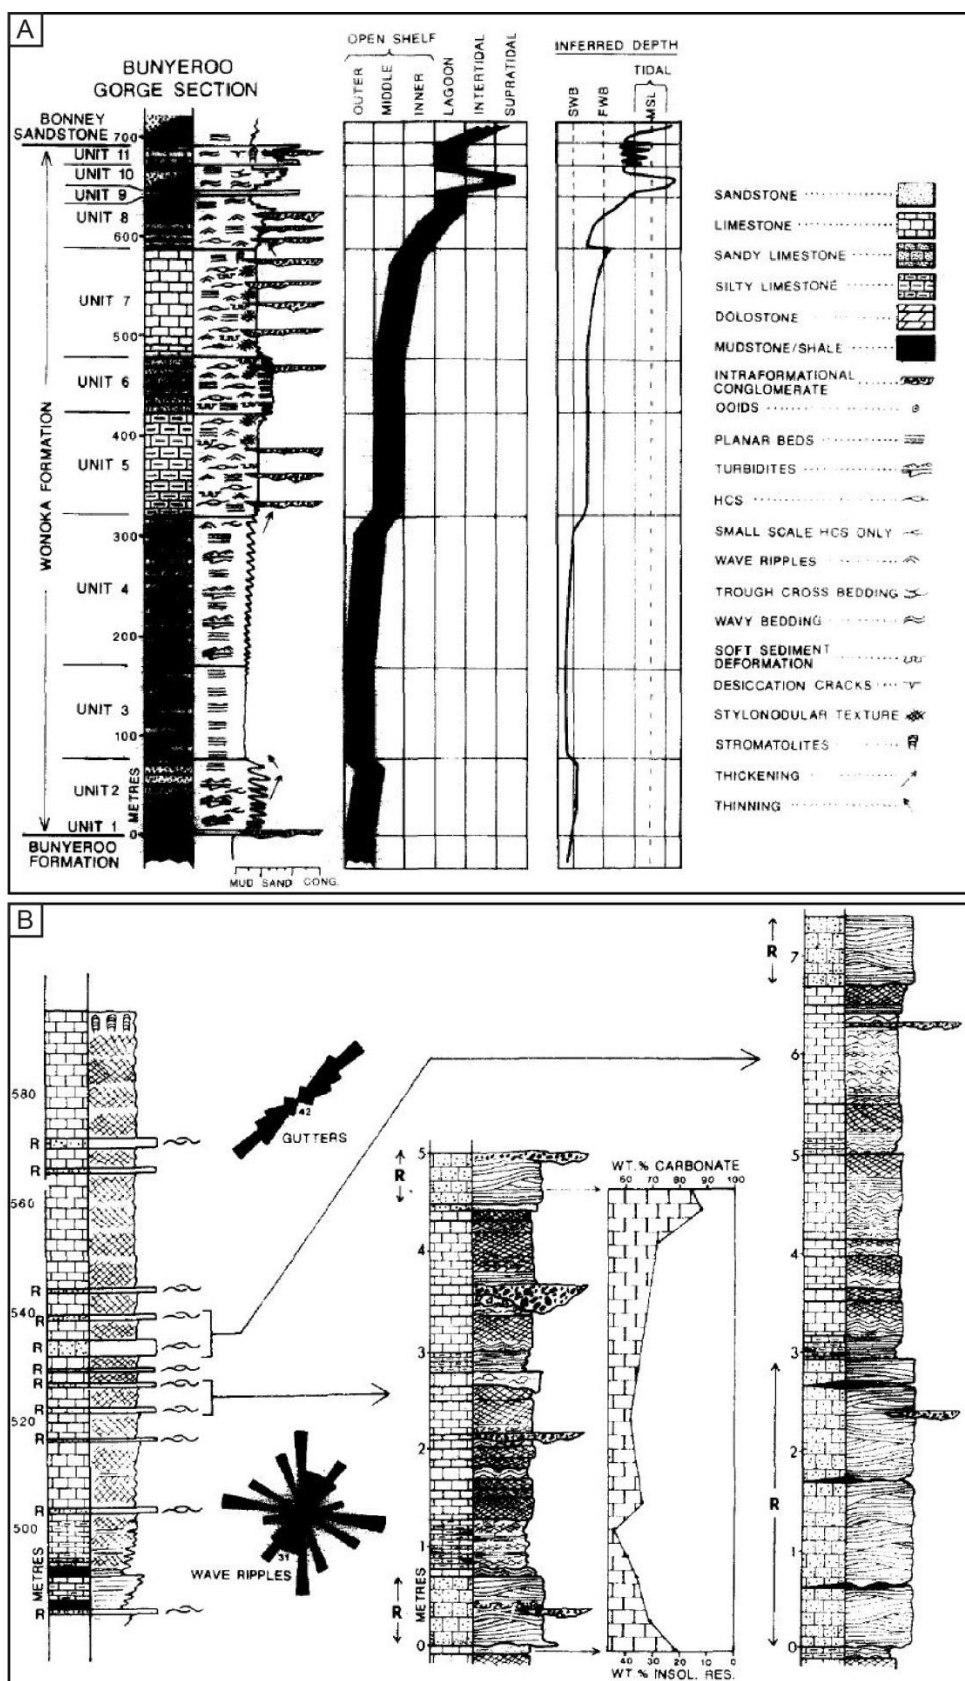 A
BUNYEROO
GORGE SECTION
OPEN SHELF
OUTER
MIDDLE
INNER
LAGOON
INTERTIDAL
SUPRATIDAL
INFERRED DEPTH
TIDAL
SWB
FWB
MSL
BONNEY
SANDSTONE
700
UNIT 11
UNIT 10
UNIT 9
UNIT 8
600
UNIT 7
500
UNIT 6
400
UNIT 5
300
UNIT 4
200
UNIT 3
100
UNIT 2
UNIT 1
0
METRES
WONOKA FORMATION
BUNYEROO
FORMATION
MUD SAND CONG.
SANDSTONE
LIMESTONE
SANDY LIMESTONE
SILTY LIMESTONE
DOLOSTONE
MUDSTONE/SHALE
INTRAFORMATIONAL
CONGLOMERATE
OOIDS
PLANAR BEDS
TURBIDITES
HCS
SMALL SCALE HCS ONLY
WAVE RIPPLES
TROUGH CROSS BEDDING
WAVY BEDDING
SOFT SEDIMENT
DEFORMATION
DESICCATION CRACKS
STYLONODULAR TEXTURE
STROMATOLITES
THICKENING
THINNING
B
580
R
R
560
R
540
R
R
R
R
R
520
R
R
500
METRES
R
42
GUTTERS
31
WAVE RIPPLES
5
R
4
3
2
1
R
METRES
0
WT.% CARBONATE
60 70 80 90 100
40 30 20 10 0
WT.% INSOL. RES.
R
7
6
5
4
3
2
R
1
0